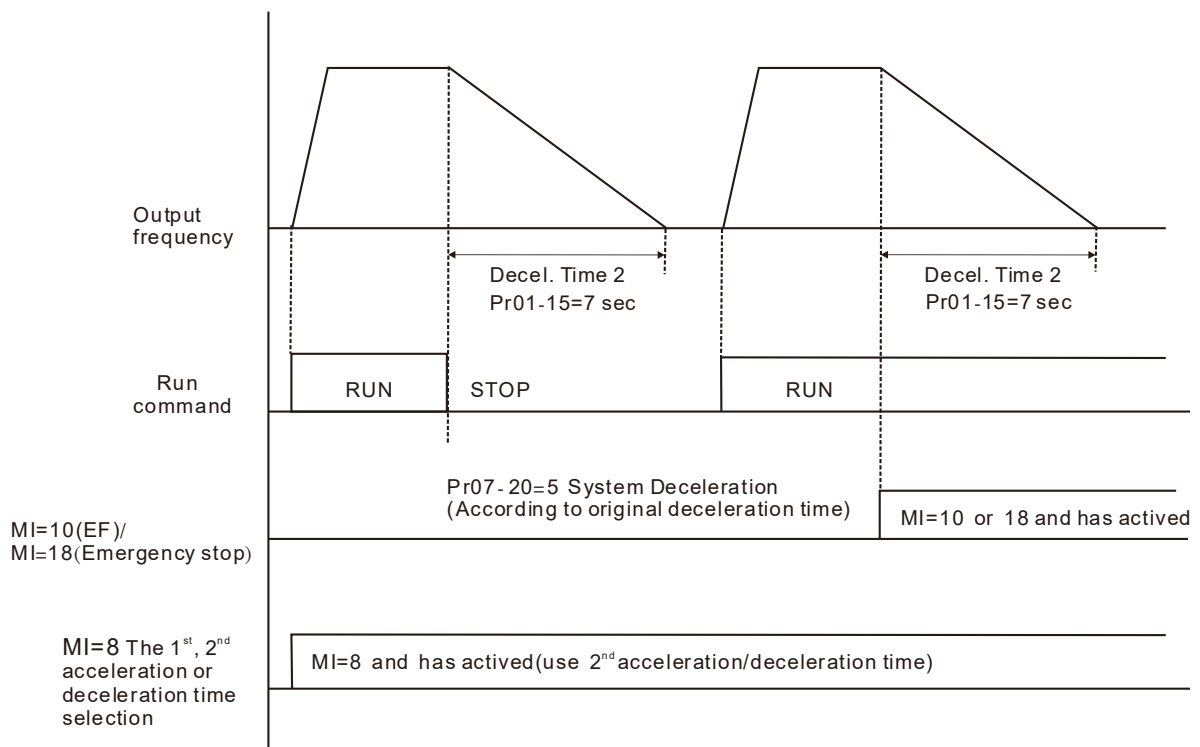 Output
frequency
Decel. Time 2
Pr01-15=7 sec
Decel. Time 2
Pr01-15=7 sec
Run
command
RUN
STOP
RUN
Pr07-20=5 System Deceleration
(According to original deceleration time)
MI=10(EF)/
MI=18(Emergency stop)
MI=10 or 18 and has actived
MI=8 The 1st, 2nd
acceleration or
deceleration time
selection
MI=8 and has actived(use 2nd acceleration/deceleration time)